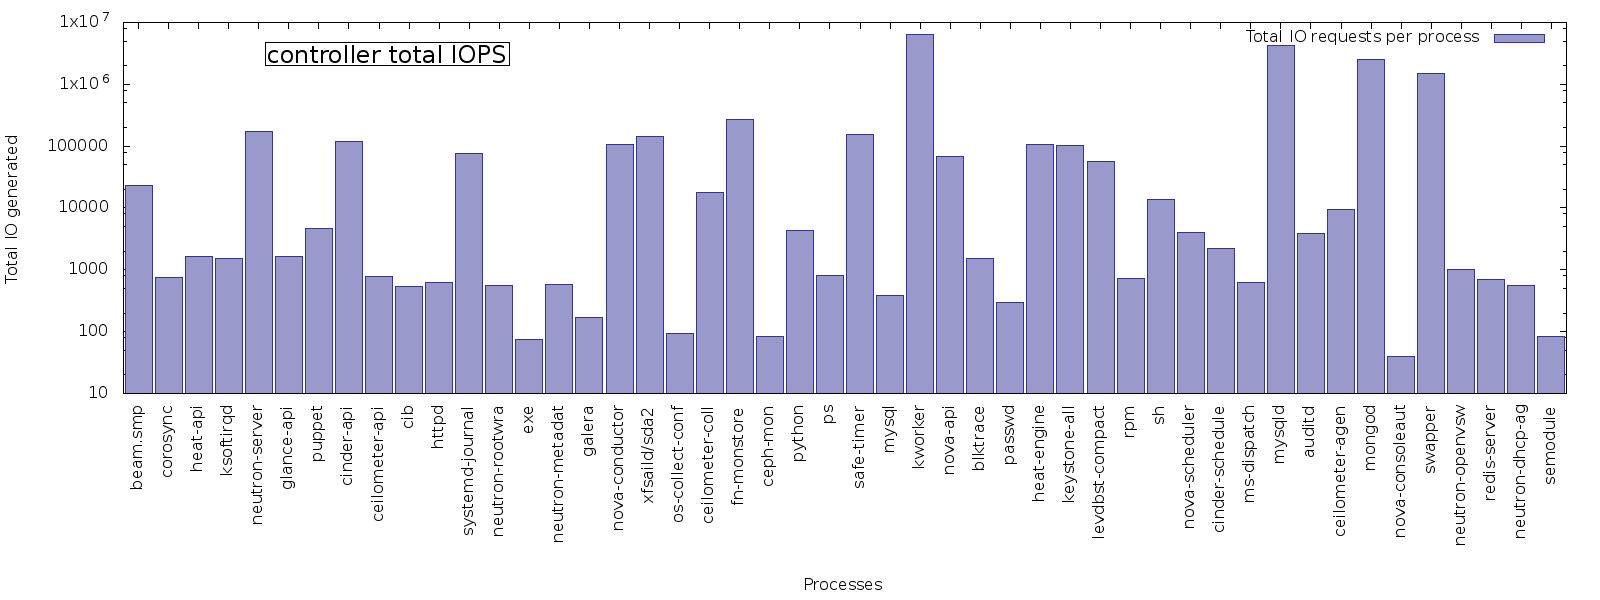 controller total IOPS
Total IO requests per process
Total IO generated
1x10^7
1x10^6
100000
10000
1000
100
10
beam.smp
corosync
heat-api
ksoftirqd
neutron-server
glance-api
puppet
cinder-api
ceilometer-api
cib
httpd
systemd-journal
neutron-rootwra
exe
neutron-metadat
galera
nova-conductor
xfsaild/sda2
os-collect-conf
ceilometer-coll
fn-monstore
ceph-mon
python
ps
safe-timer
mysql
kworker
nova-api
blktrace
passwd
heat-engine
keystone-all
levdbst-compact
rpm
sh
nova-scheduler
cinder-schedule
ms-dispatch
mysqld
auditd
ceilometer-agen
mongod
nova-consoleaut
swapper
neutron-openvsw
redis-server
neutron-dhcp-ag
semodule
Processes